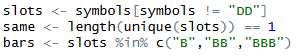 slots <- symbols[symbols != "DD"]
same <- length(unique(slots)) == 1
bars <- slots %in% c("B","BB","BBB")